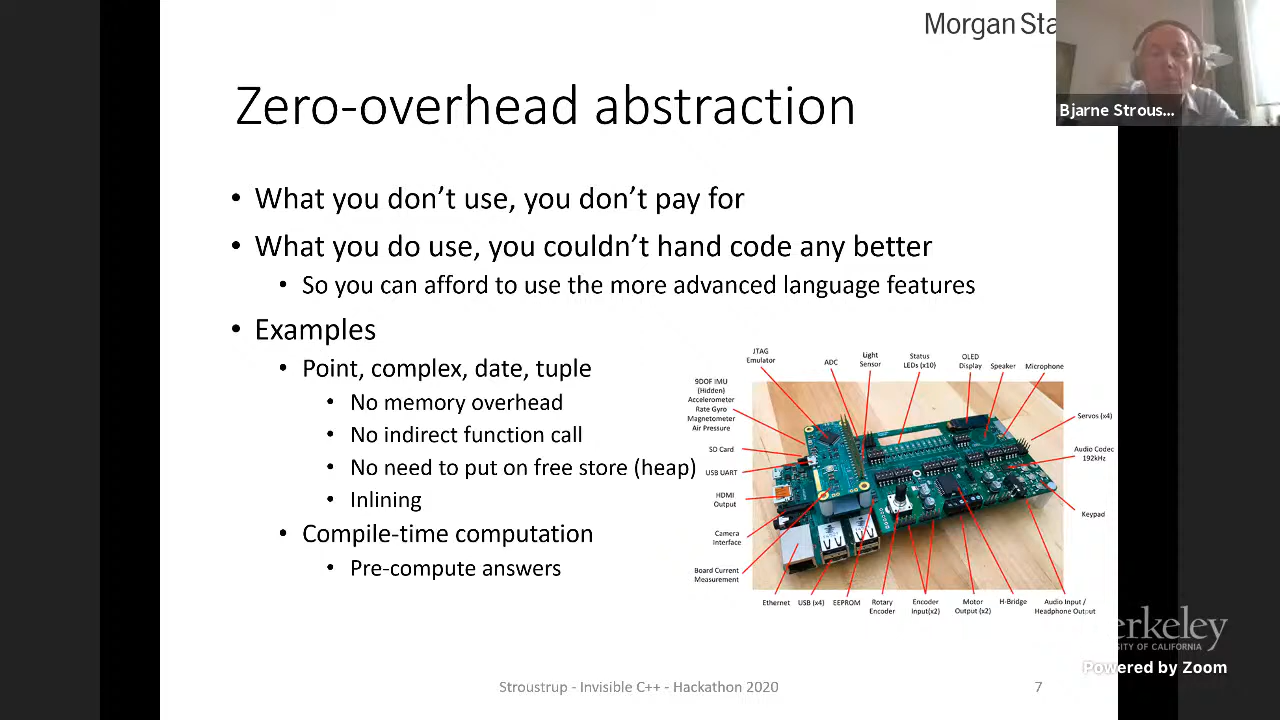 Morgan Sta
Bjarne Strous...
Zero-overhead abstraction
• What you don't use, you don't pay for
• What you do use, you couldn't hand code any better
• So you can afford to use the more advanced language features
• Examples
• Point, complex, date, tuple
• No memory overhead
• No indirect function call
• No need to put on free store (heap)
• Inlining
• Compile-time computation
• Pre-compute answers
JTAG
Emulator
ADC
Light
Sensor
Status
LEDs (x10)
OLED
Display
Speaker
Microphone
9DOF IMU
(Hidden)
Accelerometer
Rate Gyro
Magnetometer
Air Pressure
SD Card
USB UART
HDMI
Output
Camera
Interface
Board Current
Measurement
Servos (x4)
Audio Codec
192kHz
Keypad
Ethernet
USB (x4)
EEPROM
Rotary
Encoder
Encoder
Input(x2)
Motor
Output (x2)
H-Bridge
Audio Input /
Headphone Output
erkeley
SITY OF CALIFORNIA
Powered by Zoom
Stroustrup - Invisible C++ - Hackathon 2020
7